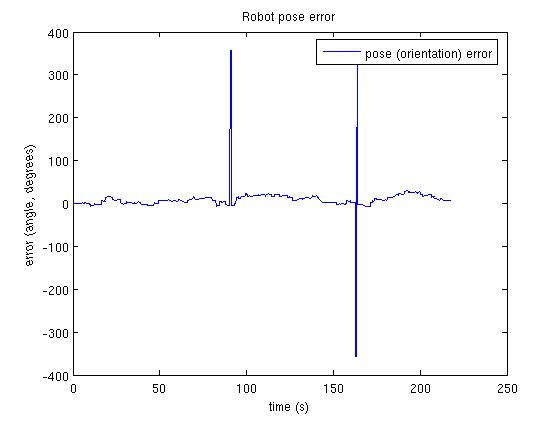 Robot pose error
400
pose (orientation) error
300
200
100
0
-100
-200
-300
-400
error (angle, degrees)
0 50 100 150 200 250
time (s)